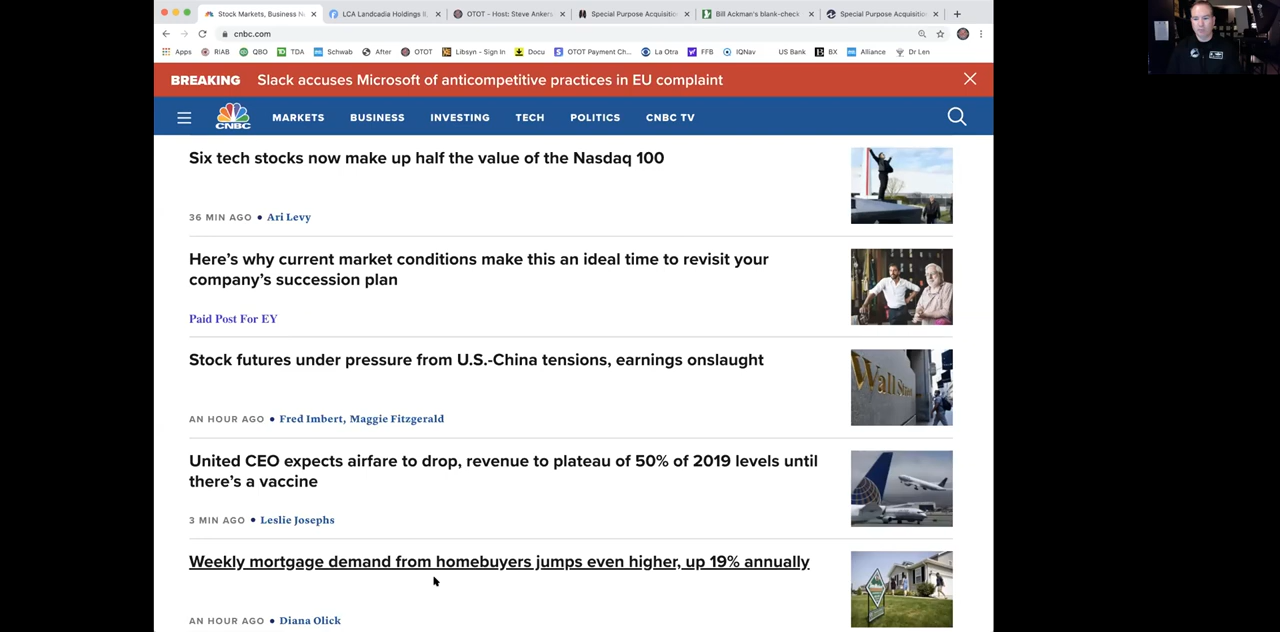 Stock Markets, Business N
LCA Landcadia Holdings II
OTOT - Host: Steve Ankers
Special Purpose Acquisitio
Bill Ackman's blank-check
Special Purpose Acquisitio
cnbc.com
Apps RIAB QBO TDA Schwab After OTOT Libsyn - Sign in Docu OTOT Payment Ch... La Otra FFB IQNav US Bank BX Alliance Dr Len
BREAKING Slack accuses Microsoft of anticompetitive practices in EU complaint
CNBC MARKETS BUSINESS INVESTING TECH POLITICS CNBC TV
Six tech stocks now make up half the value of the Nasdaq 100
36 MIN AGO • Ari Levy
Here's why current market conditions make this an ideal time to revisit your
company's succession plan
Paid Post For EY
Stock futures under pressure from U.S.-China tensions, earnings onslaught
Wall Str
AN HOUR AGO • Fred Imbert, Maggie Fitzgerald
United CEO expects airfare to drop, revenue to plateau of 50% of 2019 levels until
there's a vaccine
3 MIN AGO • Leslie Josephs
Weekly mortgage demand from homebuyers jumps even higher, up 19% annually
AN HOUR AGO • Diana Olick